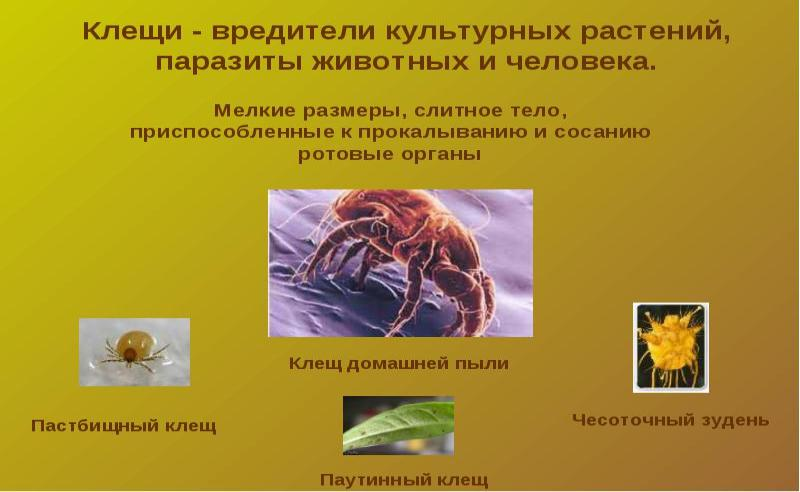 Клещи - вредители культурных растений,
паразиты животных и человека.
Мелкие размеры, слитное тело,
приспособленные к прокалыванию и сосанию
ротовые органы
Клещ домашней пыли
Пастбищный клещ
Чесоточный зудень
Паутинный клещ